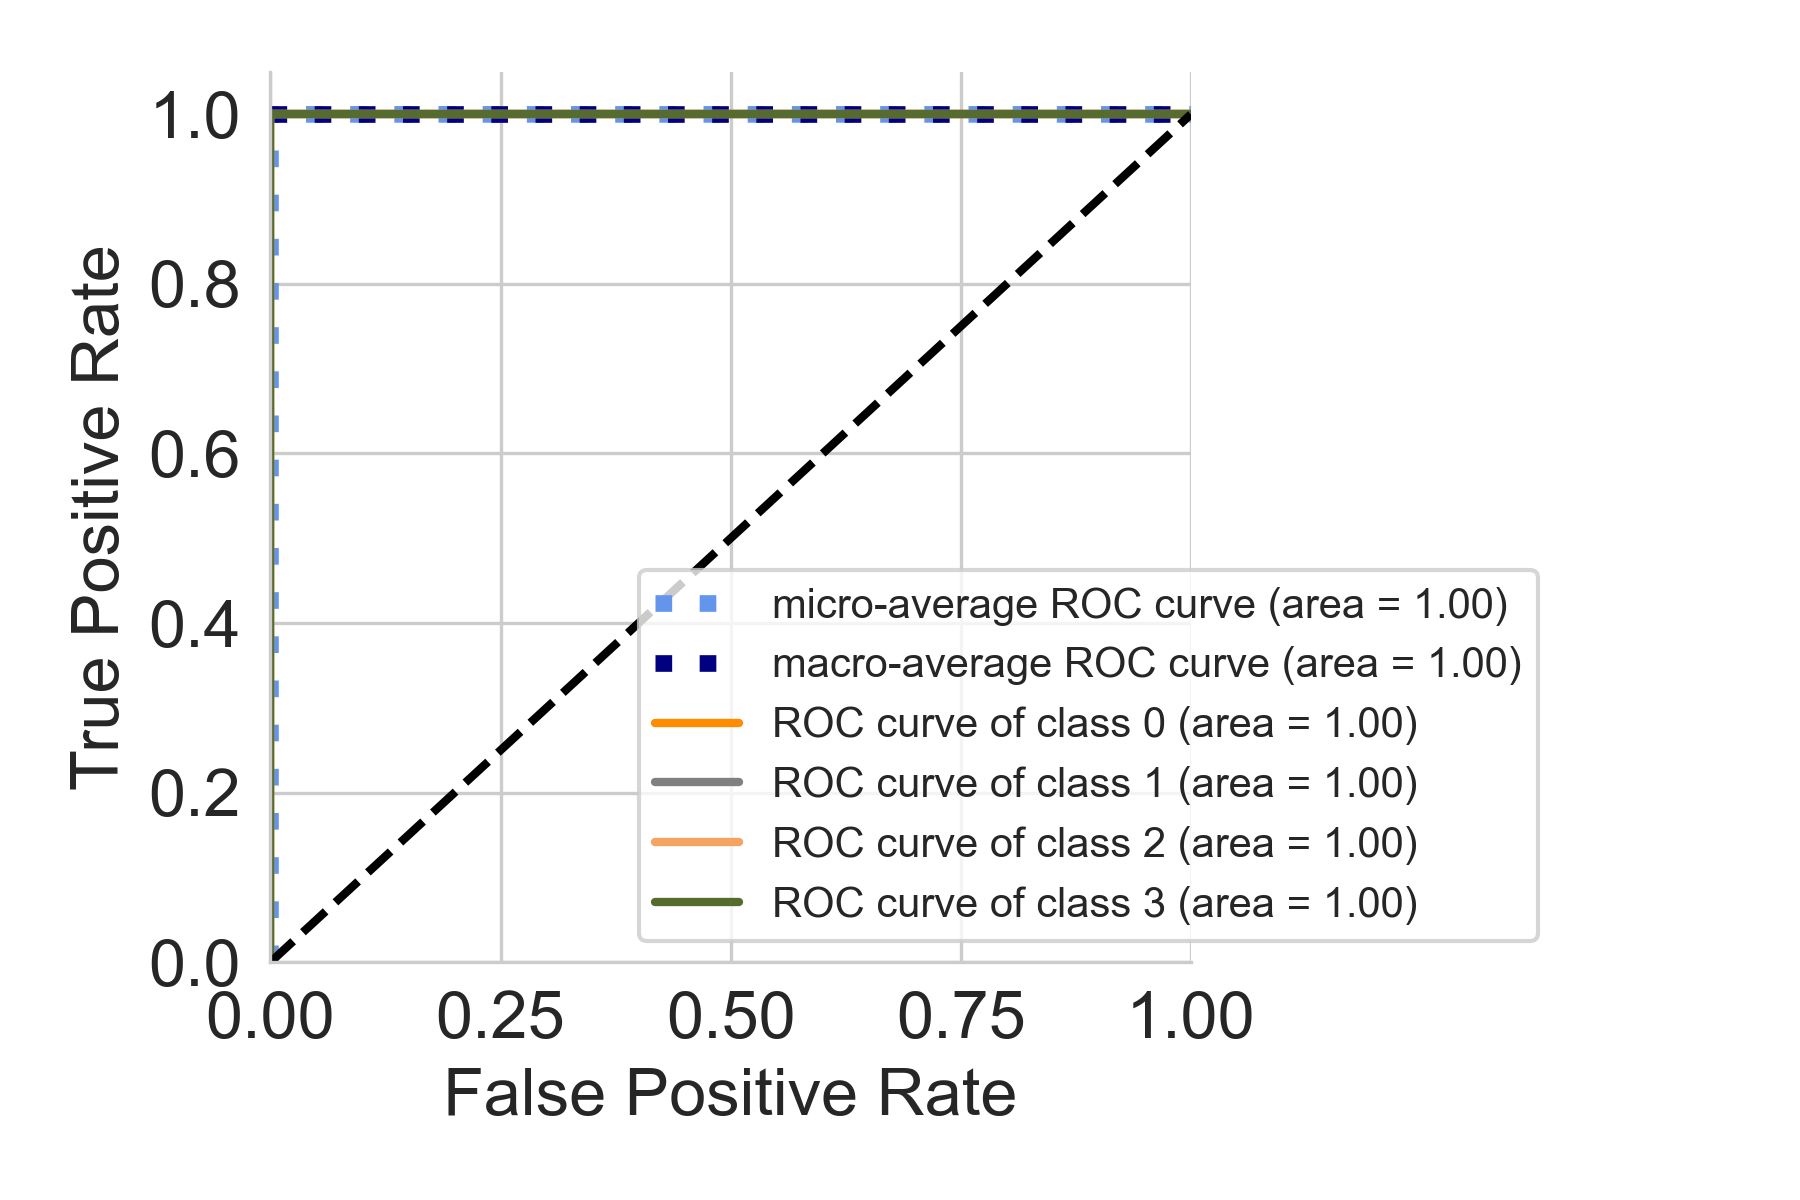 1.0
0.8
0.6
0.4
0.2
0.0
True Positive Rate
micro-average ROC curve (area = 1.00)
macro-average ROC curve (area = 1.00)
ROC curve of class 0 (area = 1.00)
ROC curve of class 1 (area = 1.00)
ROC curve of class 2 (area = 1.00)
ROC curve of class 3 (area = 1.00)
0.00 0.25 0.50 0.75 1.00
False Positive Rate